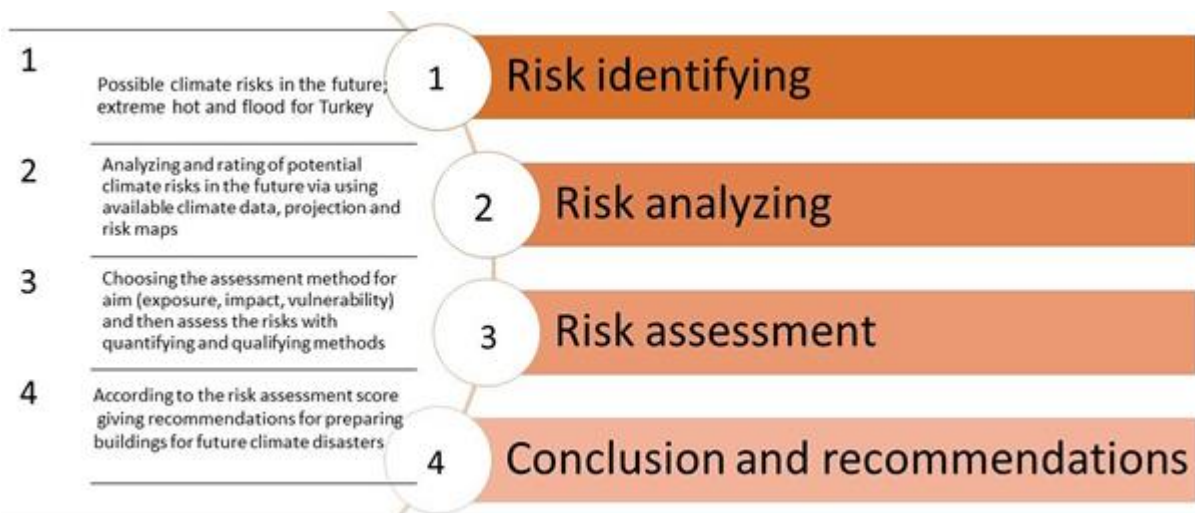 1
Possible climate risks in the future;
extreme hot and flood for Turkey
1
Risk identifying
2
Analyzing and rating of potential
climate risks in the future via using
available climate data, projection and
risk maps
2
Risk analyzing
3
Choosing the assessment method for
aim (exposure, impact, vulnerability)
and then assess the risks with
quantifying and qualifying methods
3
Risk assessment
4
According to the risk assessment score
giving recommendations for preparing
buildings for future climate disasters
4
Conclusion and recommendations